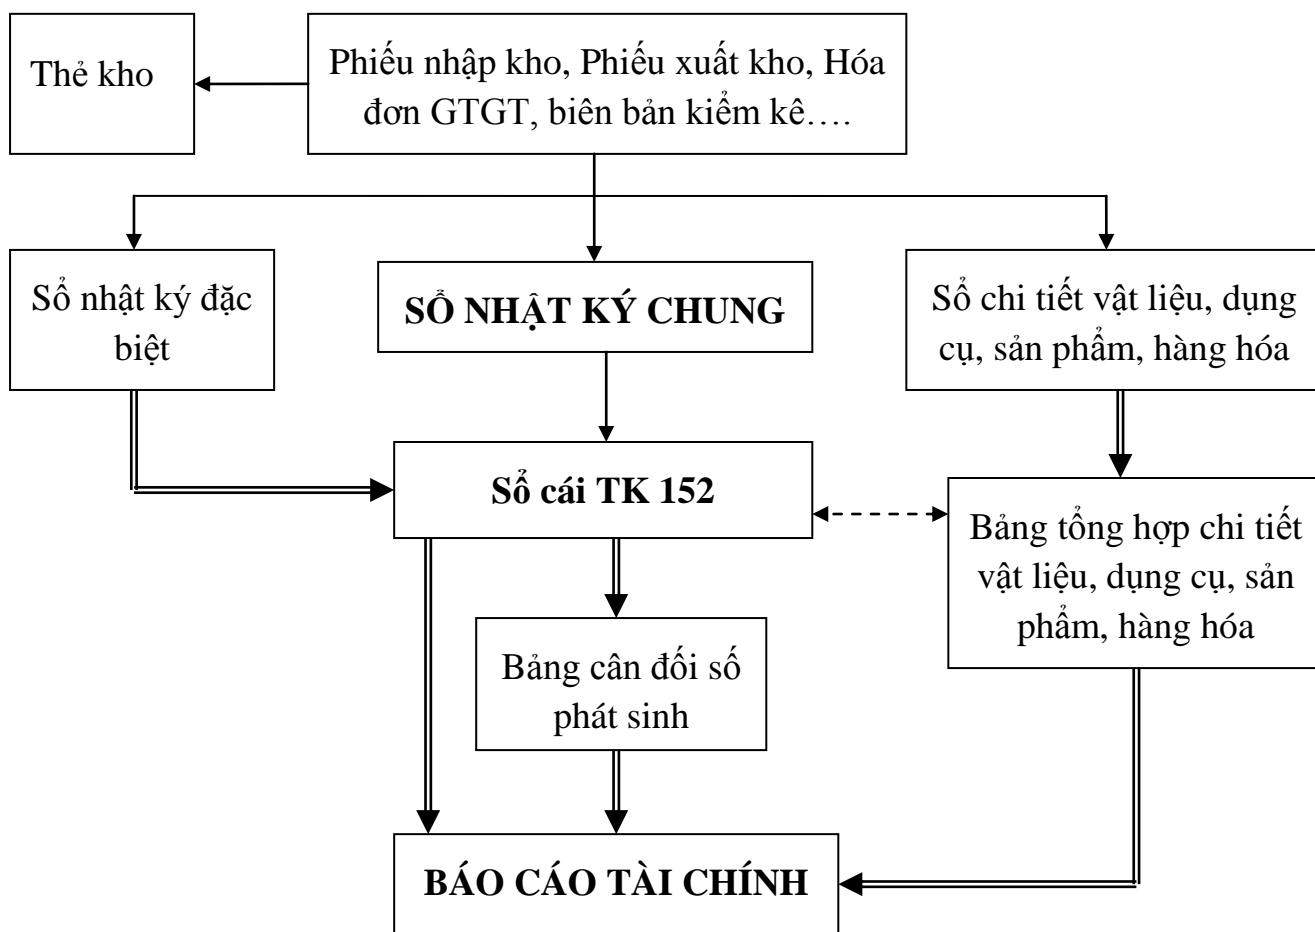 Thẻ kho
Phiếu nhập kho, Phiếu xuất kho, Hóa
đơn GTGT, biên bản kiểm kê….
Sổ nhật ký đặc
biệt
SỔ NHẬT KÝ CHUNG
Sổ chi tiết vật liệu, dụng
cụ, sản phẩm, hàng hóa
Sổ cái TK 152
Bảng tổng hợp chi tiết
vật liệu, dụng cụ, sản
phẩm, hàng hóa
Bảng cân đối số
phát sinh
BÁO CÁO TÀI CHÍNH